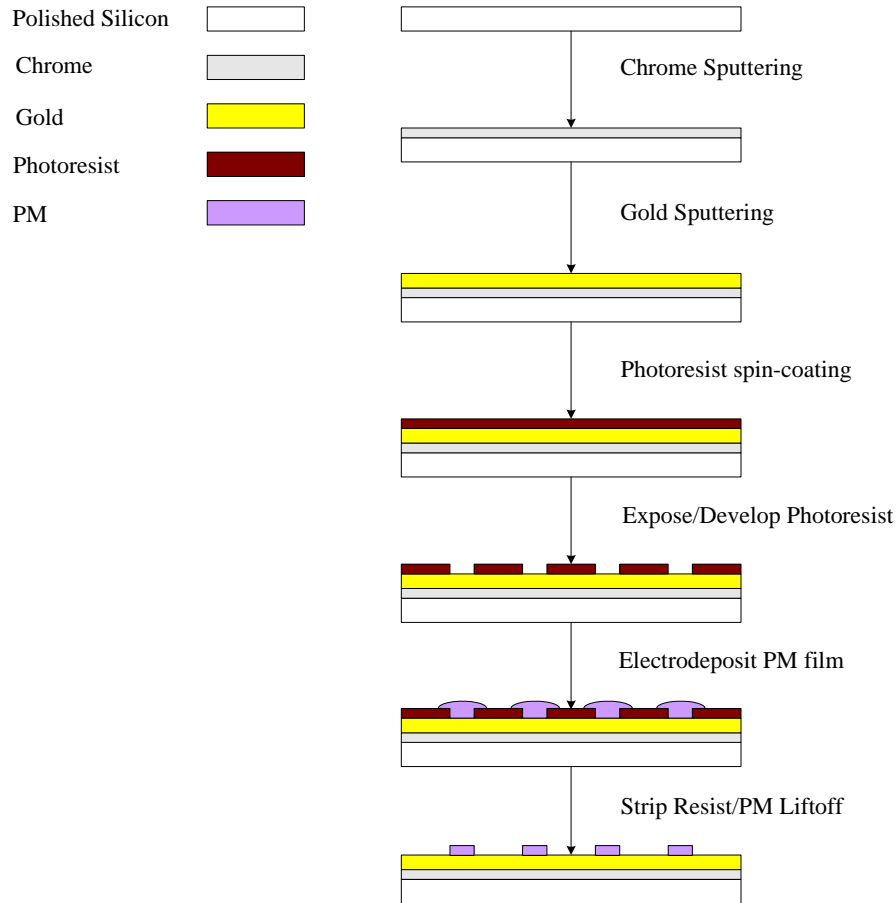 Polished Silicon
Chrome
Gold
Photoresist
PM
Chrome Sputtering
Gold Sputtering
Photoresist spin-coating
Expose/Develop Photoresist
Electrodeposit PM film
Strip Resist/PM Liftoff